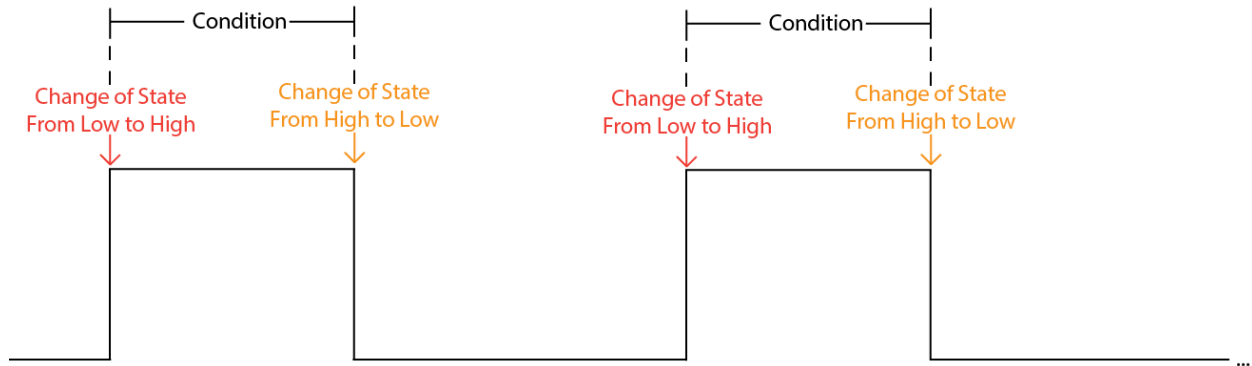 Condition
Condition
Change of State
From Low to High
Change of State
From High to Low
Change of State
From Low to High
Change of State
From High to Low
...